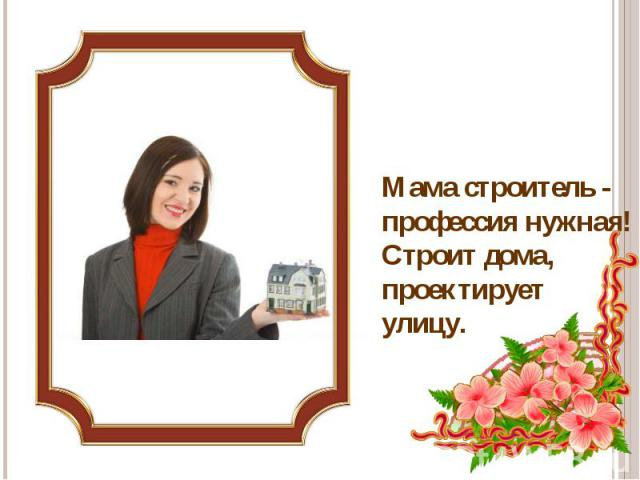 Мама строитель -
профессия нужная!
Строит дома,
проектирует
улицу.